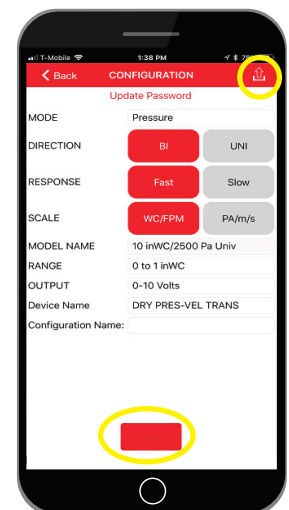 T-Mobile 1:38 PM
Back CONFIGURATION
Update Password
MODE Pressure
DIRECTION BI UNI
RESPONSE Fast Slow
SCALE WC/FPM PA/m/s
MODEL NAME 10 inWC/2500 Pa Univ
RANGE 0 to 1 inWC
OUTPUT 0-10 Volts
Device Name DRY PRES-VEL TRANS
Configuration Name: